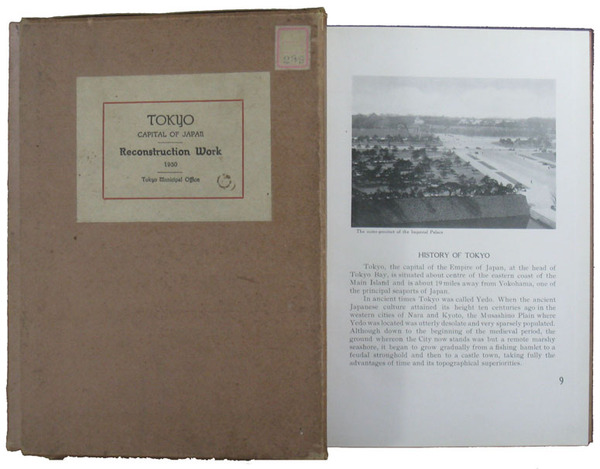 TOKYO
CAPITAL OF JAPAN
Reconstruction Work
1930
Tokyo Municipal Office
The outer-precinct of the Imperial Palace
HISTORY OF TOKYO
Tokyo, the capital of the Empire of Japan, at the head of
Tokyo Bay, is situated about centre of the eastern coast of the
Main Island and is about 29 miles away from Yokohama, one of
the principal seaports of Japan.
In ancient times Tokyo was called Yedo. When the ancient
Japanese culture attained its height ten centuries ago in the
western cities of Nara and Kyoto, the Musashino Plain where
Yedo was located was utterly desolate and very sparsely populated.
Although down to the beginning of the medieval period, the
ground whereon the City now stands was but a remote marshy
seashore, it began to grow gradually from a fishing hamlet to a
feudal stronghold and then to a castle town, taking fully the
advantages of time and its topographical superiorities.
9